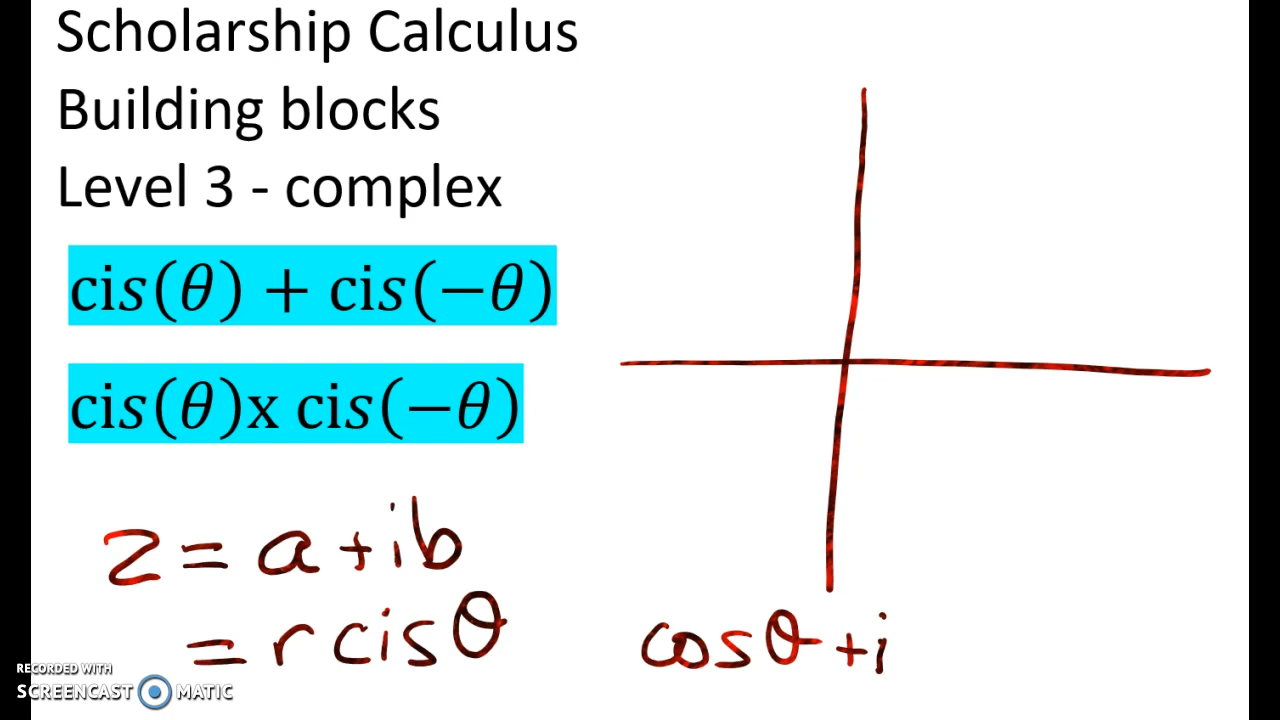 Scholarship Calculus
Building blocks
Level 3 - complex
cis(θ) + cis(−θ)
cis(θ)x cis(−θ)
z = a + ib
= r cis θ
cos θ + i
RECORDED WITH
SCREENCAST MATIC